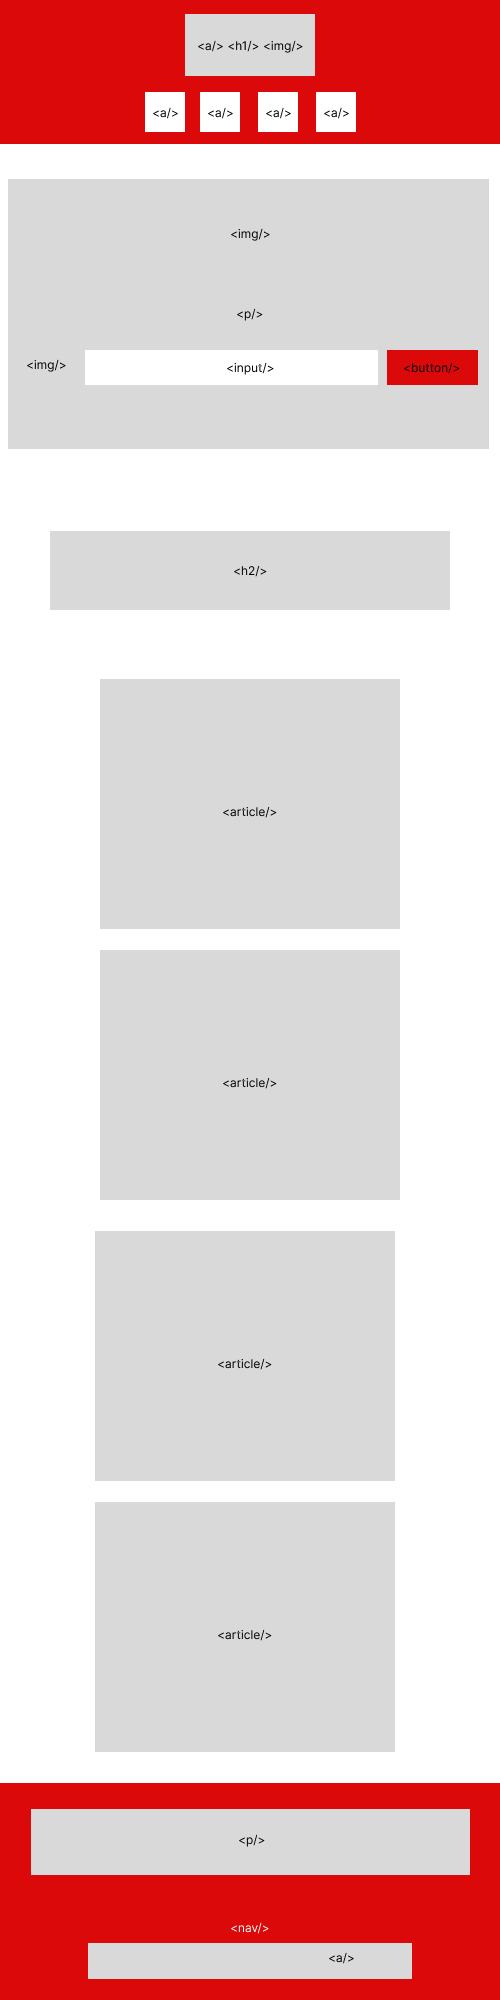 <a/> <h1/> <img/>
<a/> <a/> <a/> <a/>
<img/>
<p/>
<img/> <input/> <button/>
<h2/>
<article/>
<article/>
<article/>
<article/>
<p/>
<nav/>
<a/>